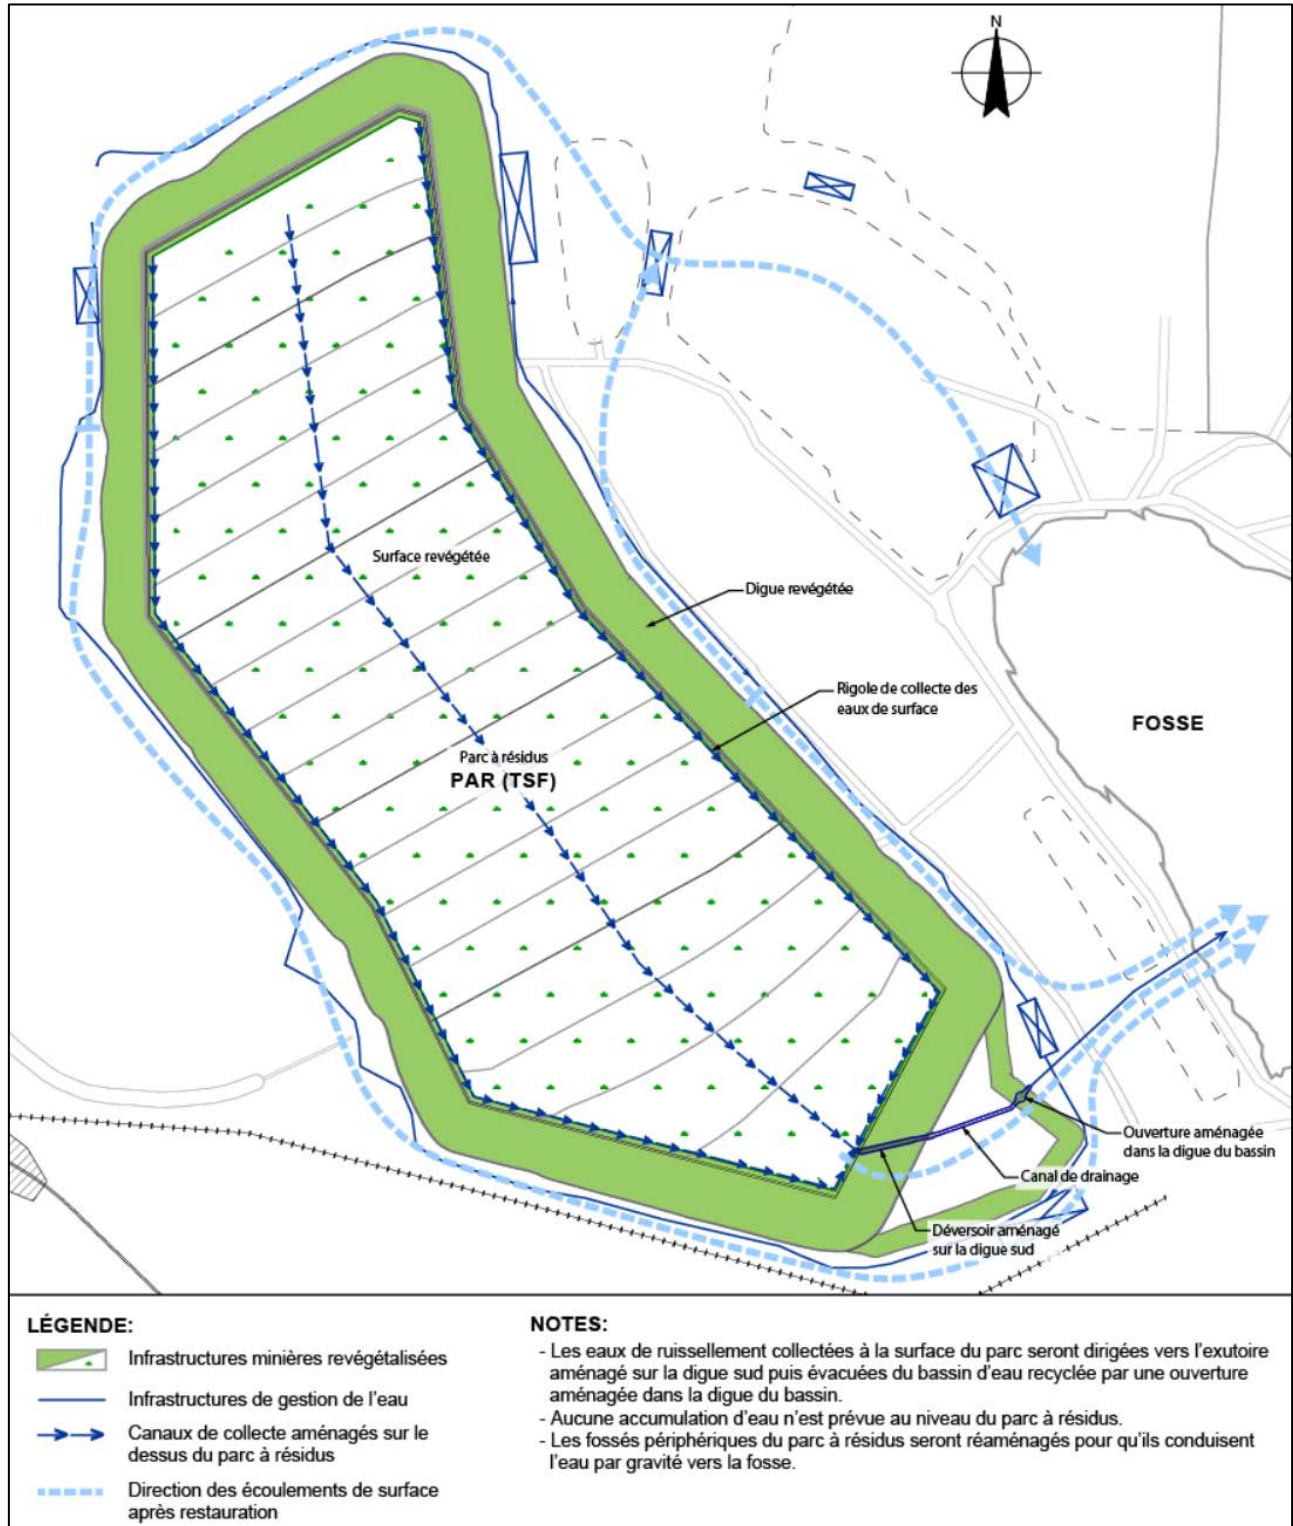 N
Surface revégétée
Digue revégétée
Rigole de collecte des
eaux de surface
FOSSE
Parc à résidus
PAR (TSF)
Ouverture aménagée
dans la digue du bassin
Canal de drainage
Déversoir aménagé
sur la digue sud
LÉGENDE:
Infrastructures minières revégétalisées
Infrastructures de gestion de l'eau
Canaux de collecte aménagés sur le
dessus du parc à résidus
Direction des écoulements de surface
après restauration
NOTES:
- Les eaux de ruissellement collectées à la surface du parc seront dirigées vers l'exutoire
aménagé sur la digue sud puis évacuées du bassin d'eau recyclée par une ouverture
aménagée dans la digue du bassin.
- Aucune accumulation d'eau n'est prévue au niveau du parc à résidus.
- Les fossés périphériques du parc à résidus seront réaménagés pour qu'ils conduisent
l'eau par gravité vers la fosse.